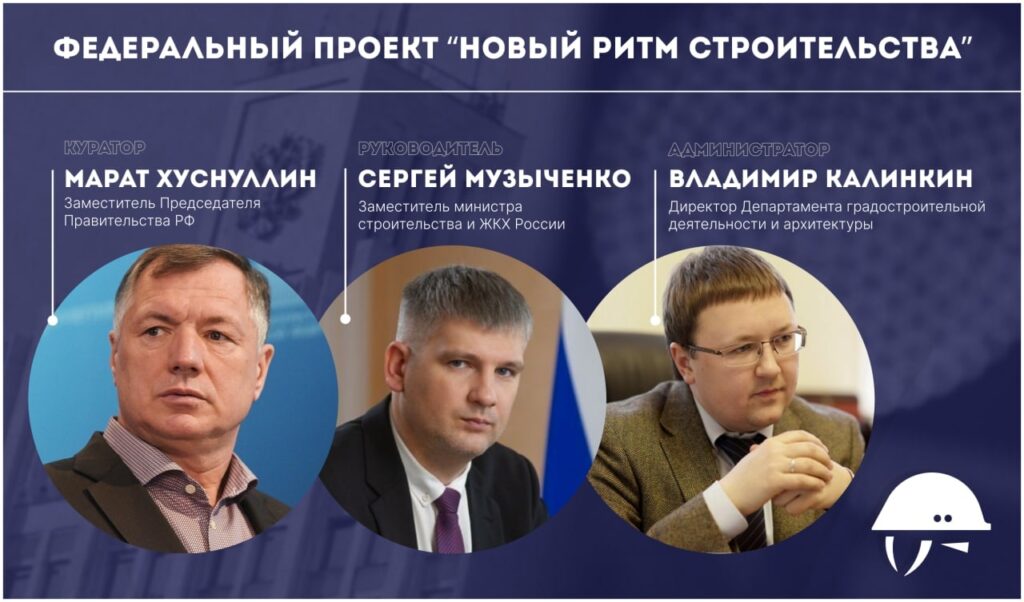 ФЕДЕРАЛЬНЫЙ ПРОЕКТ “НОВЫЙ РИТМ СТРОИТЕЛЬСТВА”
КУРАТОР
МАРАТ ХУСНУЛЛИН
Заместитель Председателя
Правительства РФ
РУКОВОДИТЕЛЬ
СЕРГЕЙ МУЗЫЧЕНКО
Заместитель министра
строительства и ЖКХ России
АДМИНИСТРАТОР
ВЛАДИМИР КАЛИНКИН
Директор Департамента градостроительной
деятельности и архитектуры